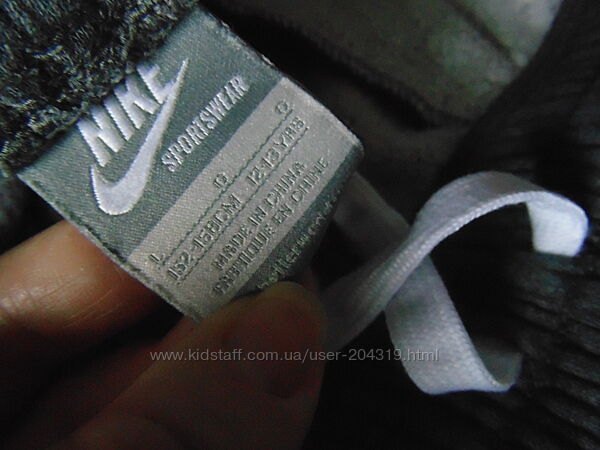 NIKE
SPORTSWEAR
L G G
152-158CM 12-13 YRS
MADE IN CHINA
FABRIQUE EN CHINE
www.kidstaff.com.ua/user-204319.html